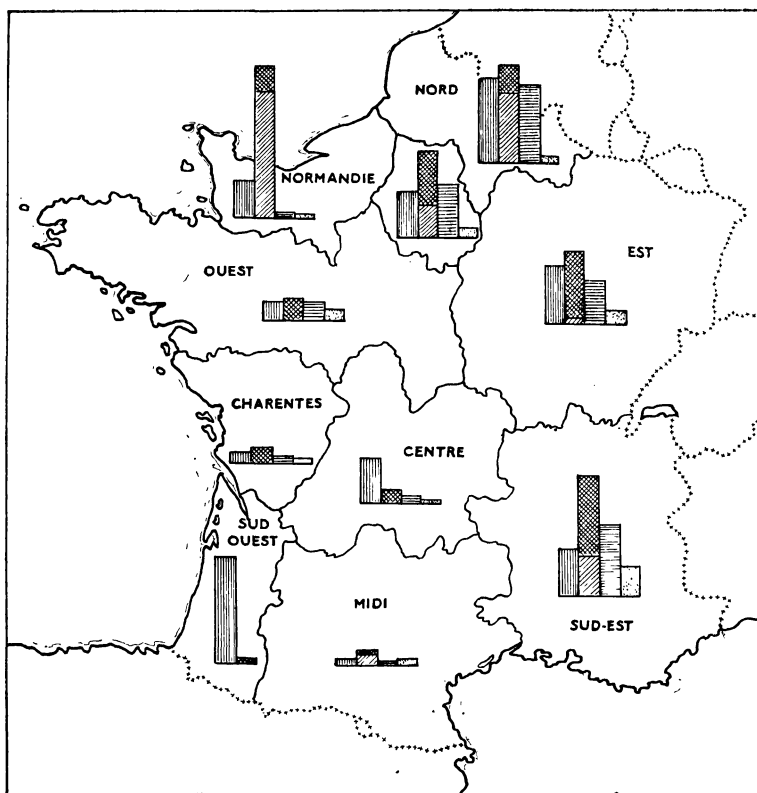 NORD
NORMANDIE
EST
OUEST
CHARENTES
CENTRE
SUD
OUEST
MIDI
SUD-EST